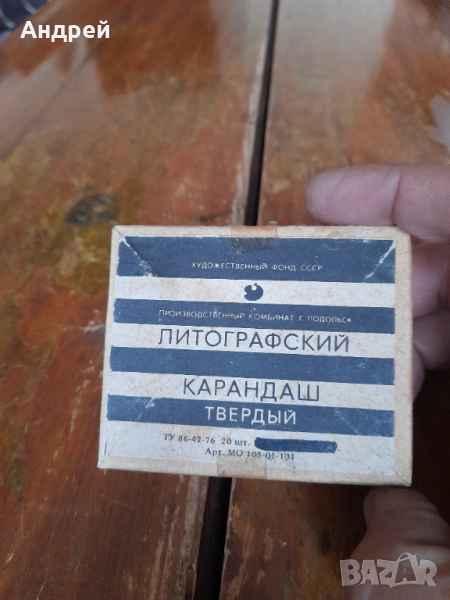 Андрей
ХУДОЖЕСТВЕННЫЙ ФОНД СССР
ПРОИЗВОДСТВЕННЫЙ КОМБИНАТ Г. ПОДОЛЬСК
ЛИТОГРАФСКИЙ
КАРАНДАШ
ТВЕРДЫЙ
ТУ 86-42-76 20 шт.
Арт. МО 105-01-131
BAZAR